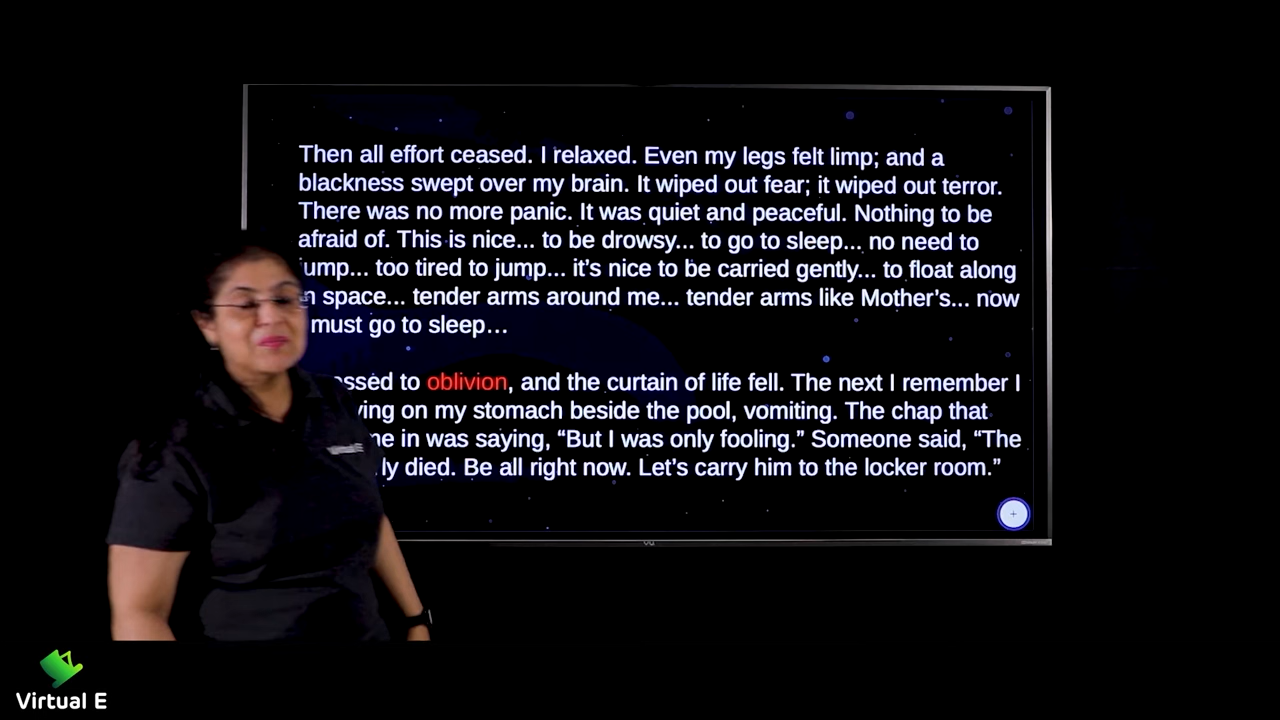 Then all effort ceased. I relaxed. Even my legs felt limp; and a
blackness swept over my brain. It wiped out fear; it wiped out terror.
There was no more panic. It was quiet and peaceful. Nothing to be
afraid of. This is nice... to be drowsy... to go to sleep... no need to
jump... too tired to jump... it’s nice to be carried gently... to float along
space... tender arms around me... tender arms like Mother’s... now
must go to sleep…
to oblivion, and the curtain of life fell. The next I remember I
on my stomach beside the pool, vomiting. The chap that
in was saying, “But I was only fooling.” Someone said, “The
died. Be all right now. Let’s carry him to the locker room.”
Virtual E